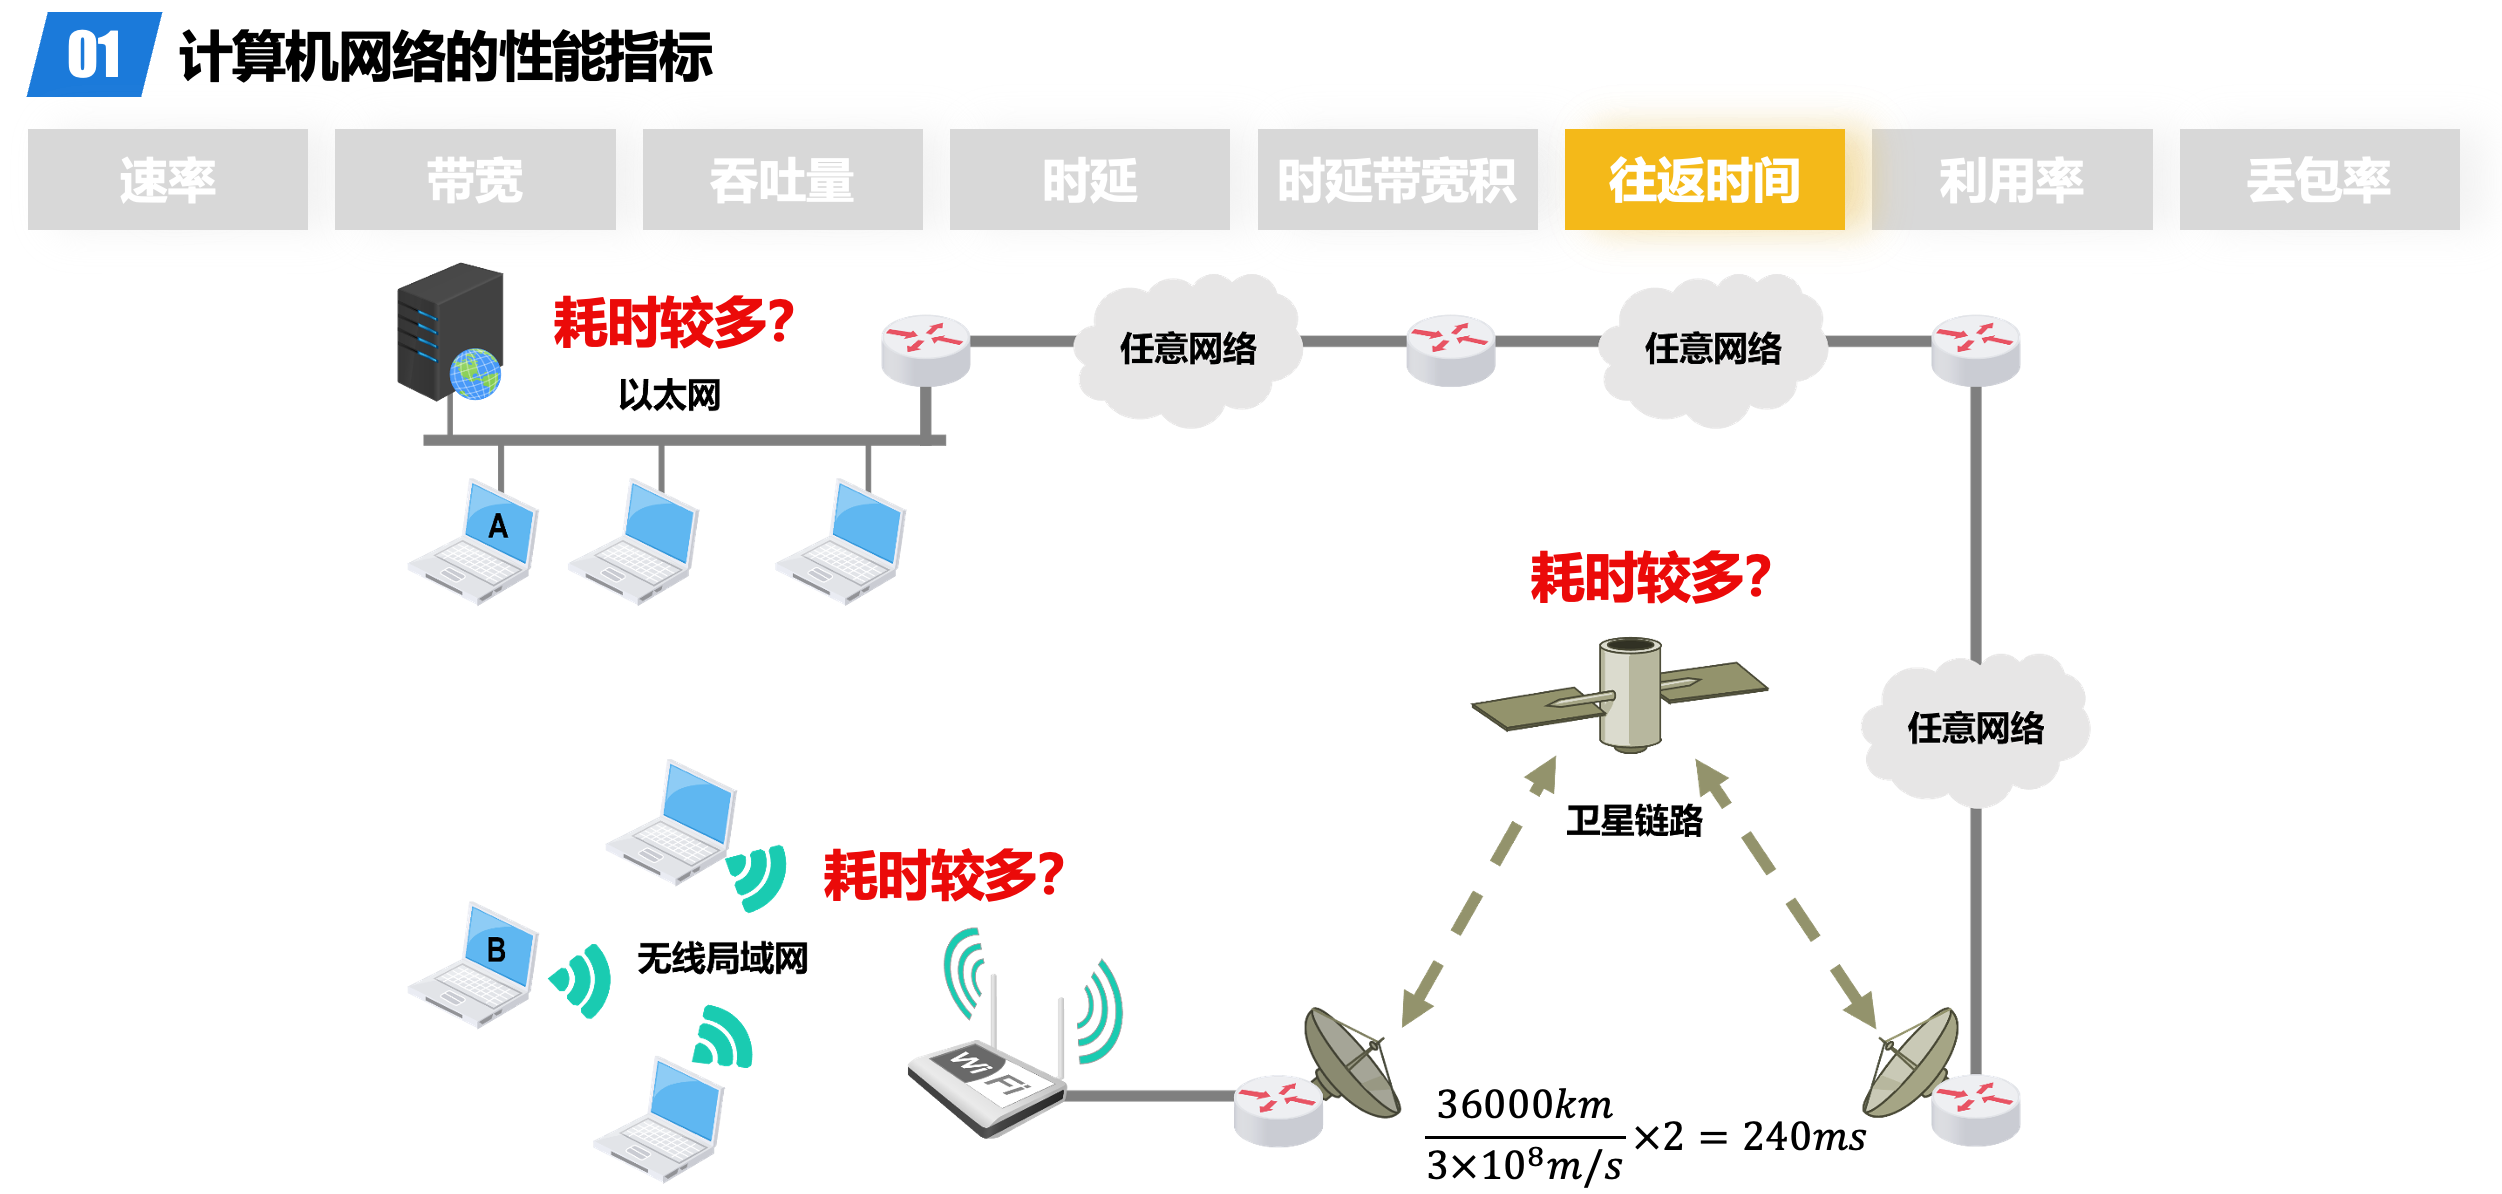 01 计算机网络的性能指标
速率 带宽 吞吐量 时延 时延带宽积 往返时间 利用率 丢包率
耗时较多?
以太网
任意网络
任意网络
A
耗时较多?
任意网络
卫星链路
耗时较多?
B
无线局域网
Wi Fi
36000km
3×10⁸m/s
×2 = 240ms